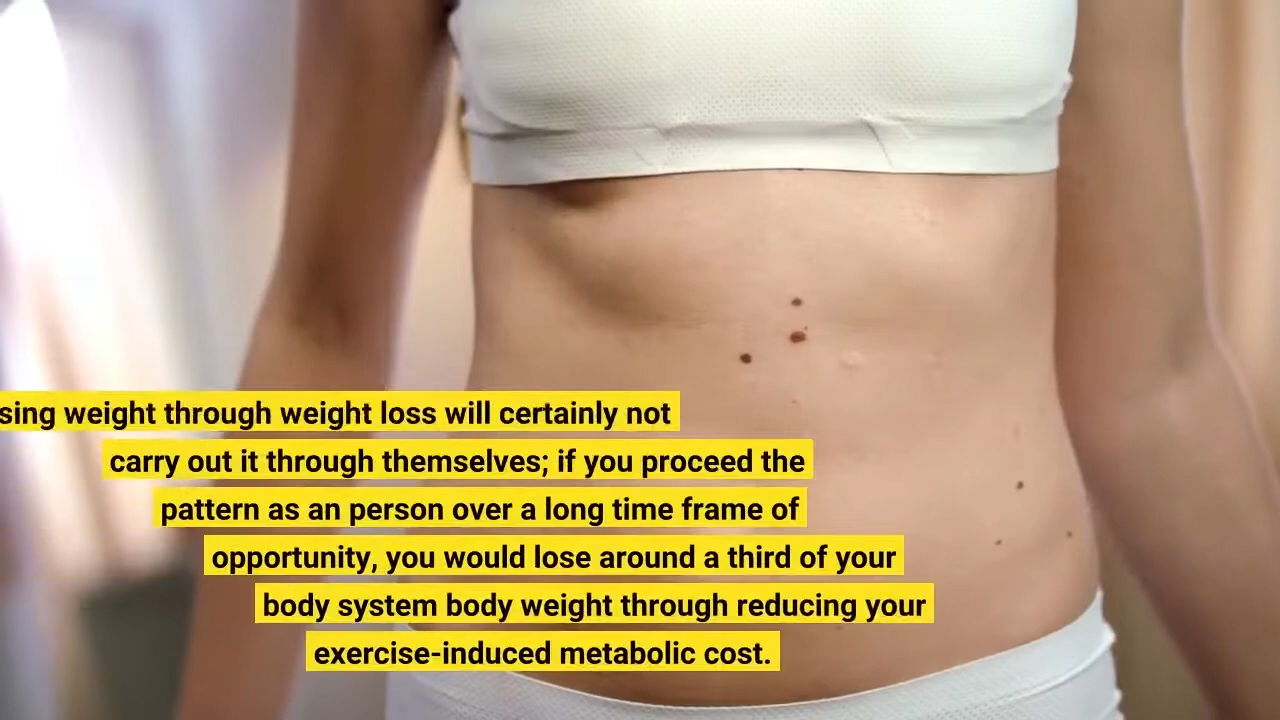 sing weight through weight loss will certainly not
carry out it through themselves; if you proceed the
pattern as an person over a long time frame of
opportunity, you would lose around a third of your
body system body weight through reducing your
exercise-induced metabolic cost.